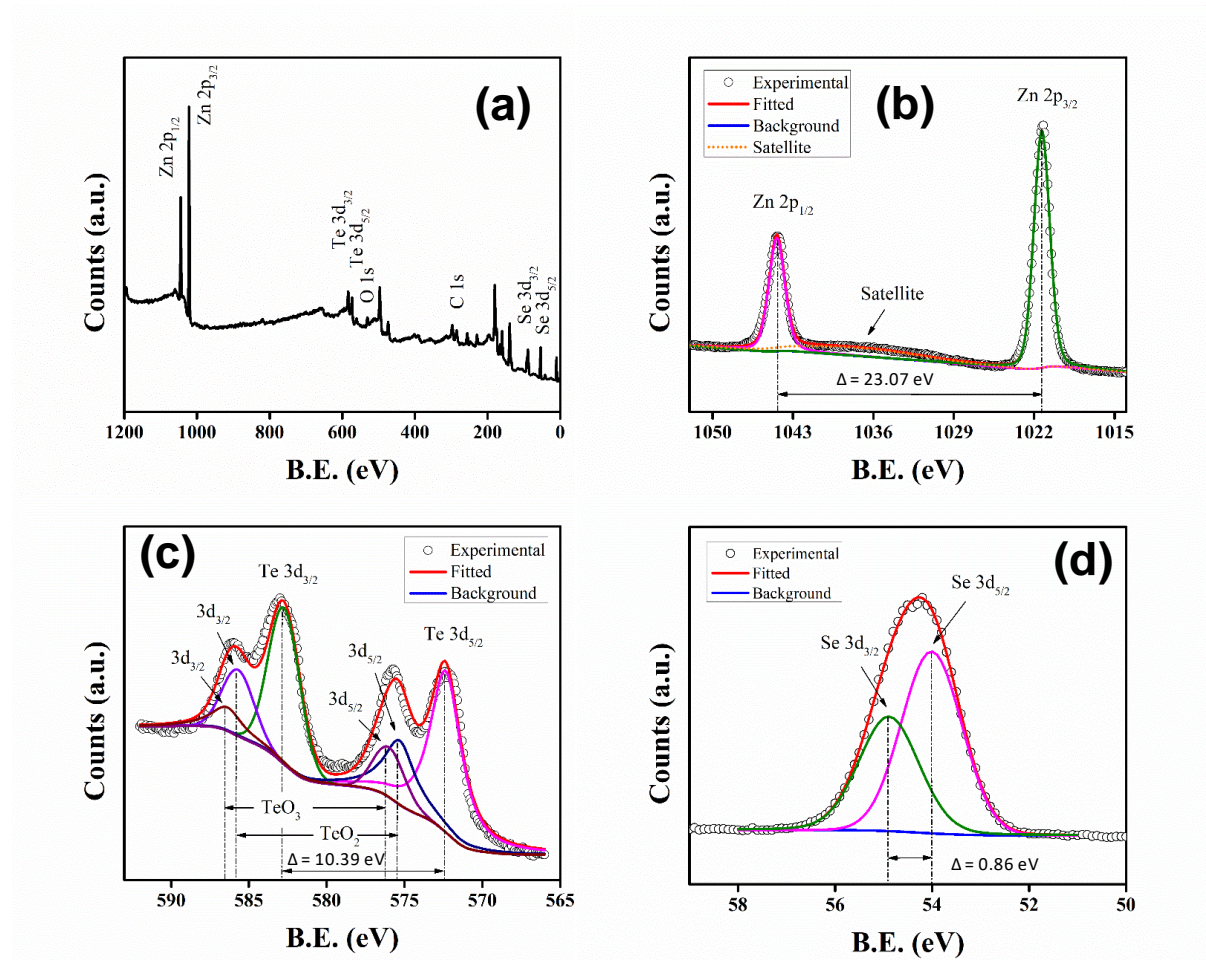 (a)
Zn 2p1/2
Zn 2p3/2
Te 3d3/2
Te 3d5/2
O 1s
C 1s
Se 3d3/2
Se 3d5/2
Counts (a.u.)
1200 1000 800 600 400 200 0
B.E. (eV)
(b)
Experimental
Fitted
Background
Satellite
Zn 2p3/2
Zn 2p1/2
Satellite
Δ = 23.07 eV
Counts (a.u.)
1050 1043 1036 1029 1022 1015
B.E. (eV)
(c)
Experimental
Fitted
Background
Te 3d3/2
3d3/2
3d3/2
Te 3d5/2
3d5/2
3d5/2
TeO3
TeO2
Δ = 10.39 eV
Counts (a.u.)
590 585 580 575 570 565
B.E. (eV)
(d)
Experimental
Fitted
Background
Se 3d5/2
Se 3d3/2
Δ = 0.86 eV
Counts (a.u.)
58 56 54 52 50
B.E. (eV)